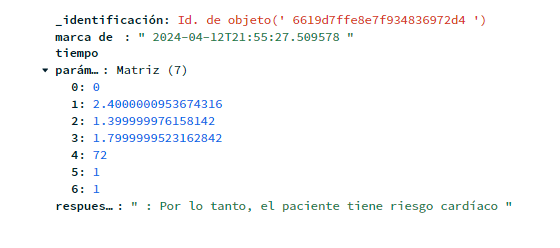 _identificación: Id. de objeto(' 6619d7ffe8e7f934836972d4 ')
marca de : " 2024-04-12T21:55:27.509578 "
tiempo
parám… : Matriz (7)
0: 0
1: 2.4000000953674316
2: 1.399999976158142
3: 1.7999999523162842
4: 72
5: 1
6: 1
respues… : " : Por lo tanto, el paciente tiene riesgo cardíaco "